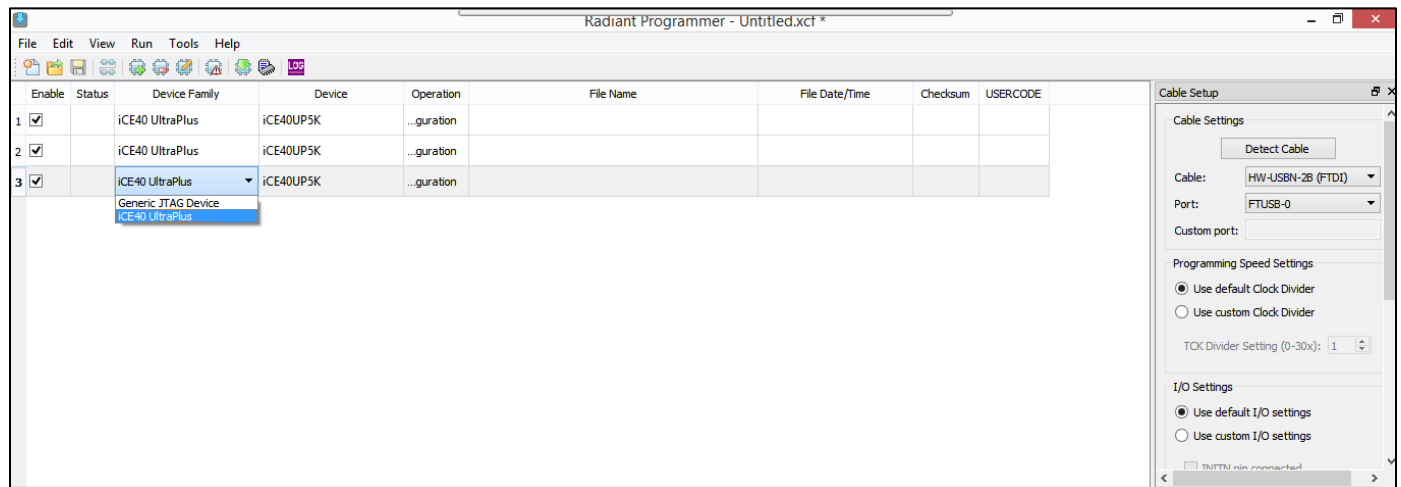 Radiant Programmer - Untitled.xcf *
File Edit View Run Tools Help
LOG
Enable Status Device Family Device Operation File Name File Date/Time Checksum USERCODE
1 iCE40 UltraPlus iCE40UP5K ...guration
2 iCE40 UltraPlus iCE40UP5K ...guration
3 iCE40 UltraPlus iCE40UP5K ...guration
Generic JTAG Device
iCE40 UltraPlus
Cable Setup
Cable Settings
Detect Cable
Cable: HW-USBN-2B (FTDI)
Port: FTUSB-0
Custom port:
Programming Speed Settings
Use default Clock Divider
Use custom Clock Divider
TCK Divider Setting (0-30x): 1
I/O Settings
Use default I/O settings
Use custom I/O settings
INITN pin connected